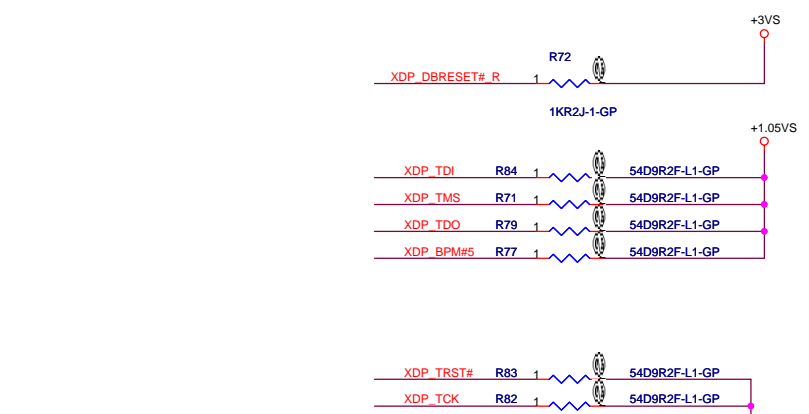 +3VS
R72
XDP_DBRESET#_R 1
1KR2J-1-GP
+1.05VS
XDP_TDI R84 1 54D9R2F-L1-GP
XDP_TMS R71 1 54D9R2F-L1-GP
XDP_TDO R79 1 54D9R2F-L1-GP
XDP_BPM#5 R77 1 54D9R2F-L1-GP
XDP_TRST# R83 1 54D9R2F-L1-GP
XDP_TCK R82 1 54D9R2F-L1-GP